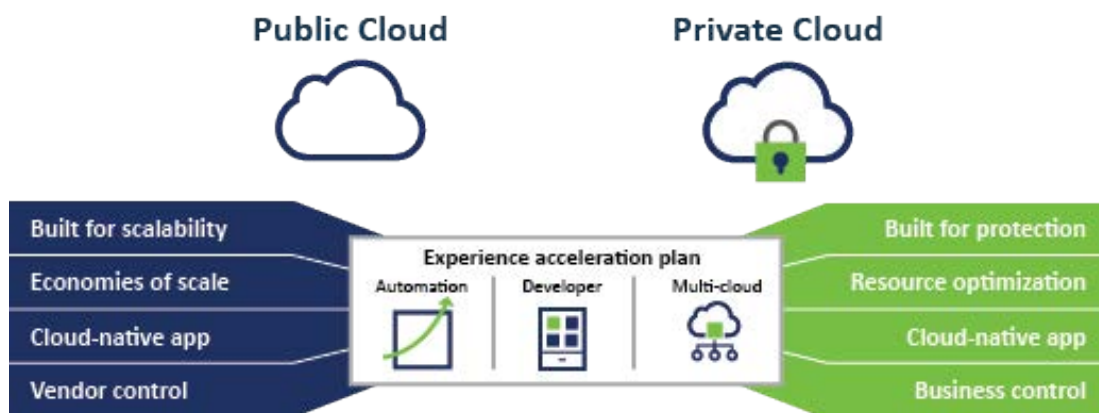 Public Cloud
Private Cloud
Built for scalability
Economies of scale
Cloud-native app
Vendor control
Experience acceleration plan
Automation
Developer
Multi-cloud
Built for protection
Resource optimization
Cloud-native app
Business control